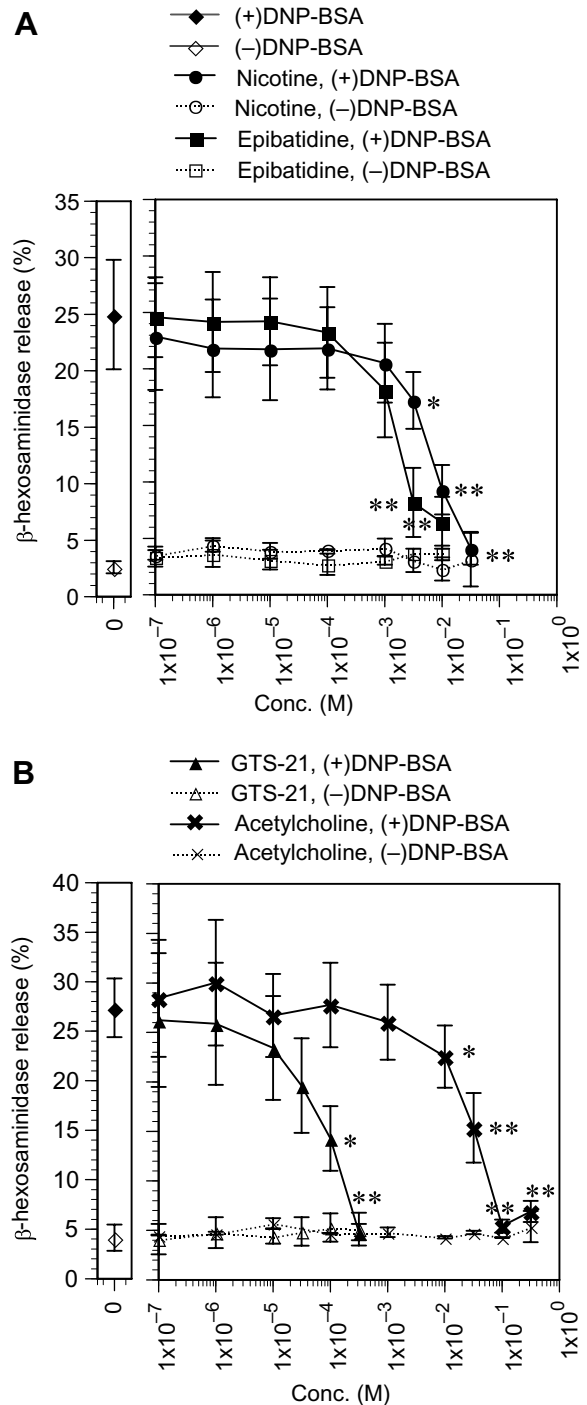 A
(+)DNP-BSA
(–)DNP-BSA
Nicotine, (+)DNP-BSA
Nicotine, (–)DNP-BSA
Epibatidine, (+)DNP-BSA
Epibatidine, (–)DNP-BSA
β-hexosaminidase release (%)
35
30
25
20
15
10
5
0
*
**
**
**
**
0
1x10⁻⁷
1x10⁻⁶
1x10⁻⁵
1x10⁻⁴
1x10⁻³
1x10⁻²
1x10⁻¹
1x10⁰
Conc. (M)
B
GTS-21, (+)DNP-BSA
GTS-21, (–)DNP-BSA
Acetylcholine, (+)DNP-BSA
Acetylcholine, (–)DNP-BSA
β-hexosaminidase release (%)
40
35
30
25
20
15
10
5
0
*
**
*
**
**
**
0
1x10⁻⁷
1x10⁻⁶
1x10⁻⁵
1x10⁻⁴
1x10⁻³
1x10⁻²
1x10⁻¹
1x10⁰
Conc. (M)